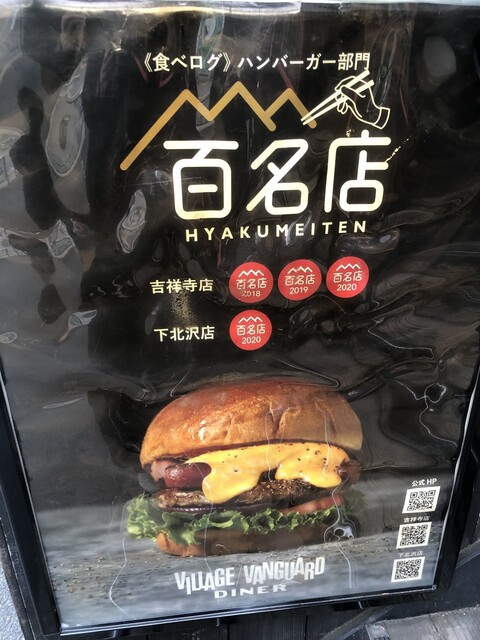 《食べログ》ハンバーガー部門
百名店
HYAKUMEITEN
吉祥寺店 百名店 2018 百名店 2019 百名店 2020
下北沢店 百名店 2020
公式HP
吉祥寺店
下北沢店
VILLAGE/VANGUARD
DINER